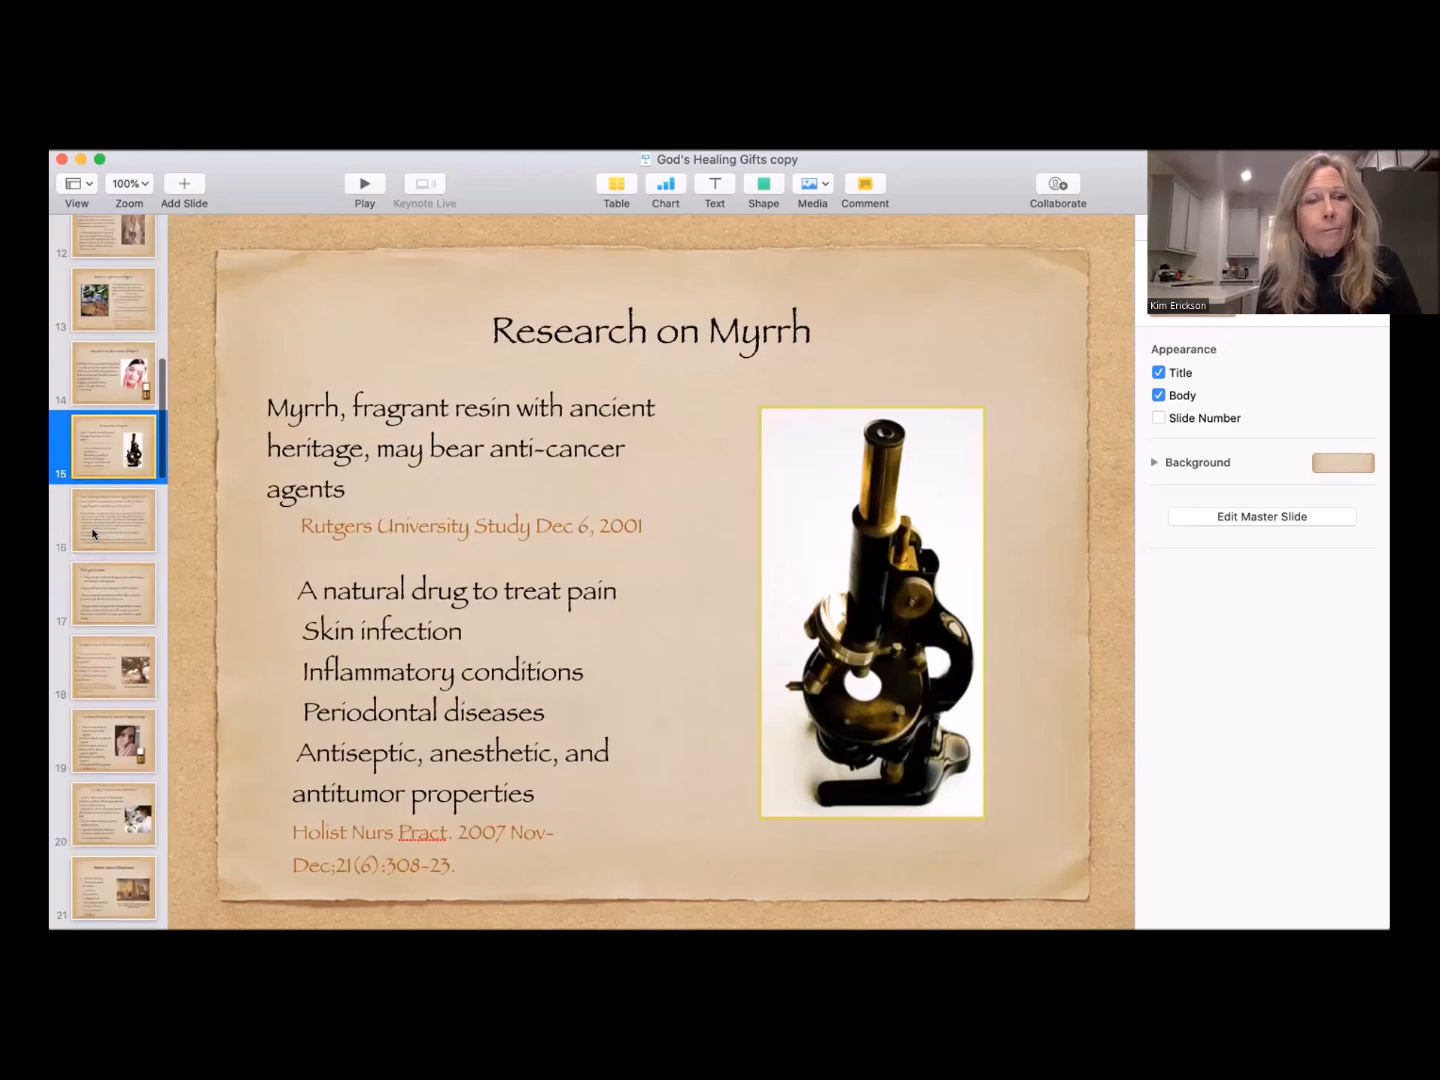 God's Healing Gifts copy
100%
View
Zoom
Add Slide
Play
Keynote Live
Table
Chart
Text
Shape
Media
Comment
Collaborate
Kim Erickson
12
13
14
15
16
17
18
19
20
21
Research on Myrrh
Myrrh, fragrant resin with ancient
heritage, may bear anti-cancer
agents
Rutgers University Study Dec 6, 2001
A natural drug to treat pain
Skin infection
Inflammatory conditions
Periodontal diseases
Antiseptic, anesthetic, and
antitumor properties
Holist Nurs Pract. 2007 Nov-
Dec;21(6):308-23.
Appearance
Title
Body
Slide Number
Background
Edit Master Slide